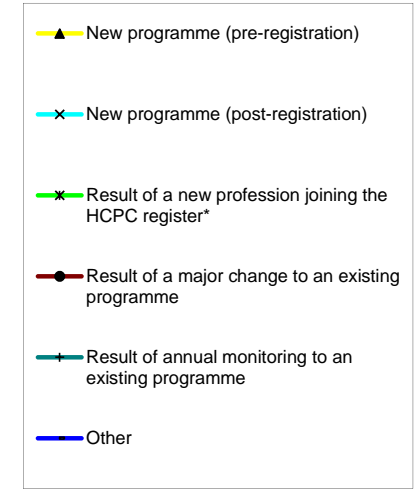 New programme (pre-registration)
New programme (post-registration)
Result of a new profession joining the
HCPC register*
Result of a major change to an existing
programme
Result of annual monitoring to an
existing programme
Other